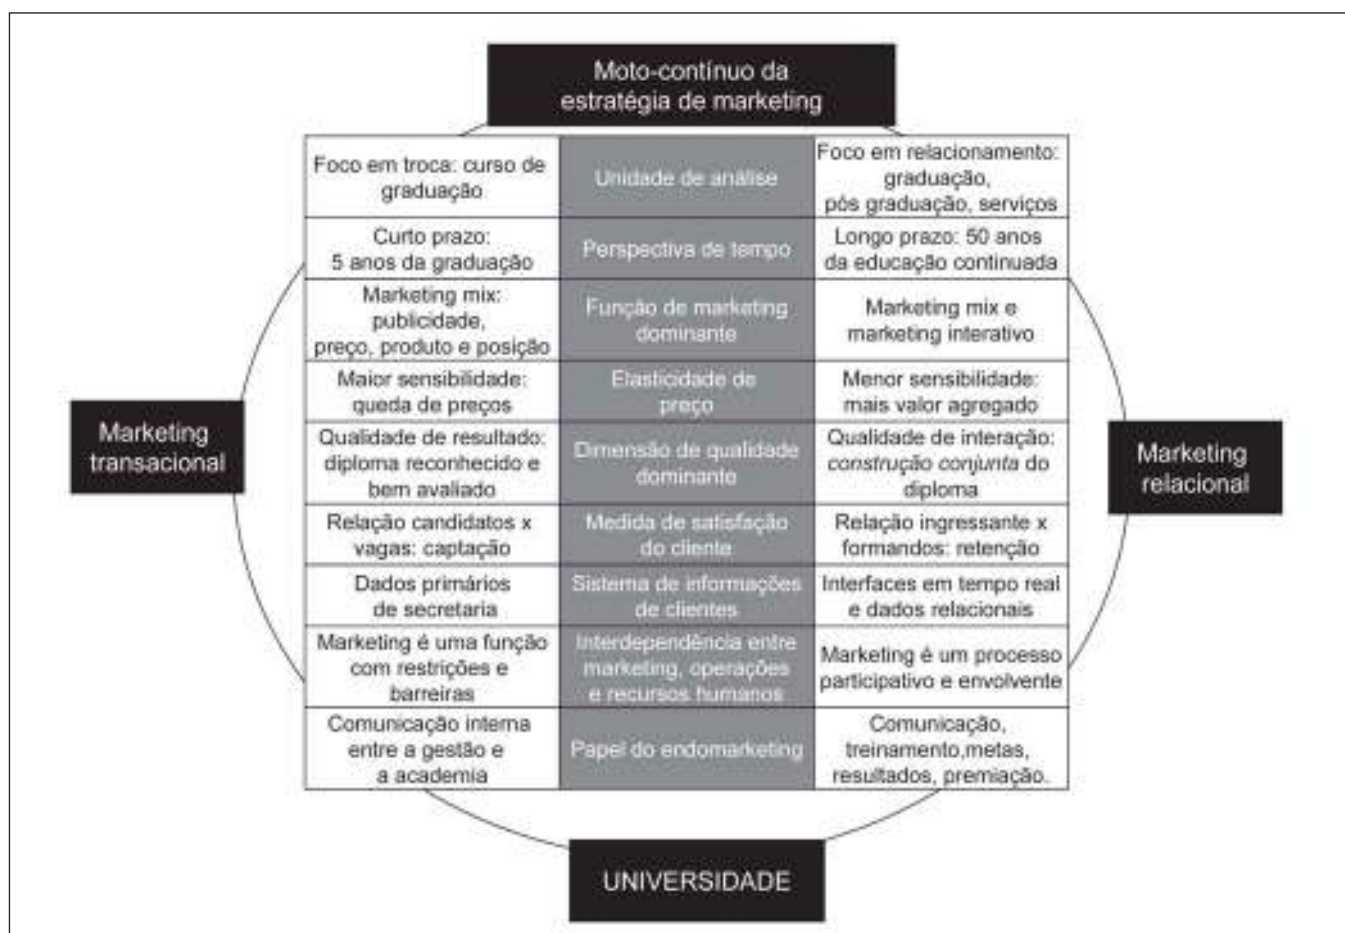 Moto-contínuo da
estratégia de marketing
Foco em troca: curso de
graduação
Unidade de análise
Foco em relacionamento:
graduação,
pós graduação, serviços
Curto prazo:
5 anos da graduação
Perspectiva de tempo
Longo prazo: 50 anos
da educação continuada
Marketing mix:
publicidade,
preço, produto e posição
Função de marketing
dominante
Marketing mix e
marketing interativo
Maior sensibilidade:
queda de preços
Elasticidade de
preço
Menor sensibilidade:
mais valor agregado
Marketing
transacional
Qualidade de resultado:
diploma reconhecido e
bem avaliado
Dimensão de qualidade
dominante
Qualidade de interação:
construção conjunta do
diploma
Marketing
relacional
Relação candidatos x
vagas: captação
Medida de satisfação
do cliente
Relação ingressante x
formandos: retenção
Dados primários
de secretaria
Sistema de informações
de clientes
Interfaces em tempo real
e dados relacionais
Marketing é uma função
com restrições e
barreiras
Interdependência entre
marketing, operações
e recursos humanos
Marketing é um processo
participativo e envolvente
Comunicação interna
entre a gestão e
a academia
Papel do endomarketing
Comunicação,
treinamento,metas,
resultados, premiação.
UNIVERSIDADE